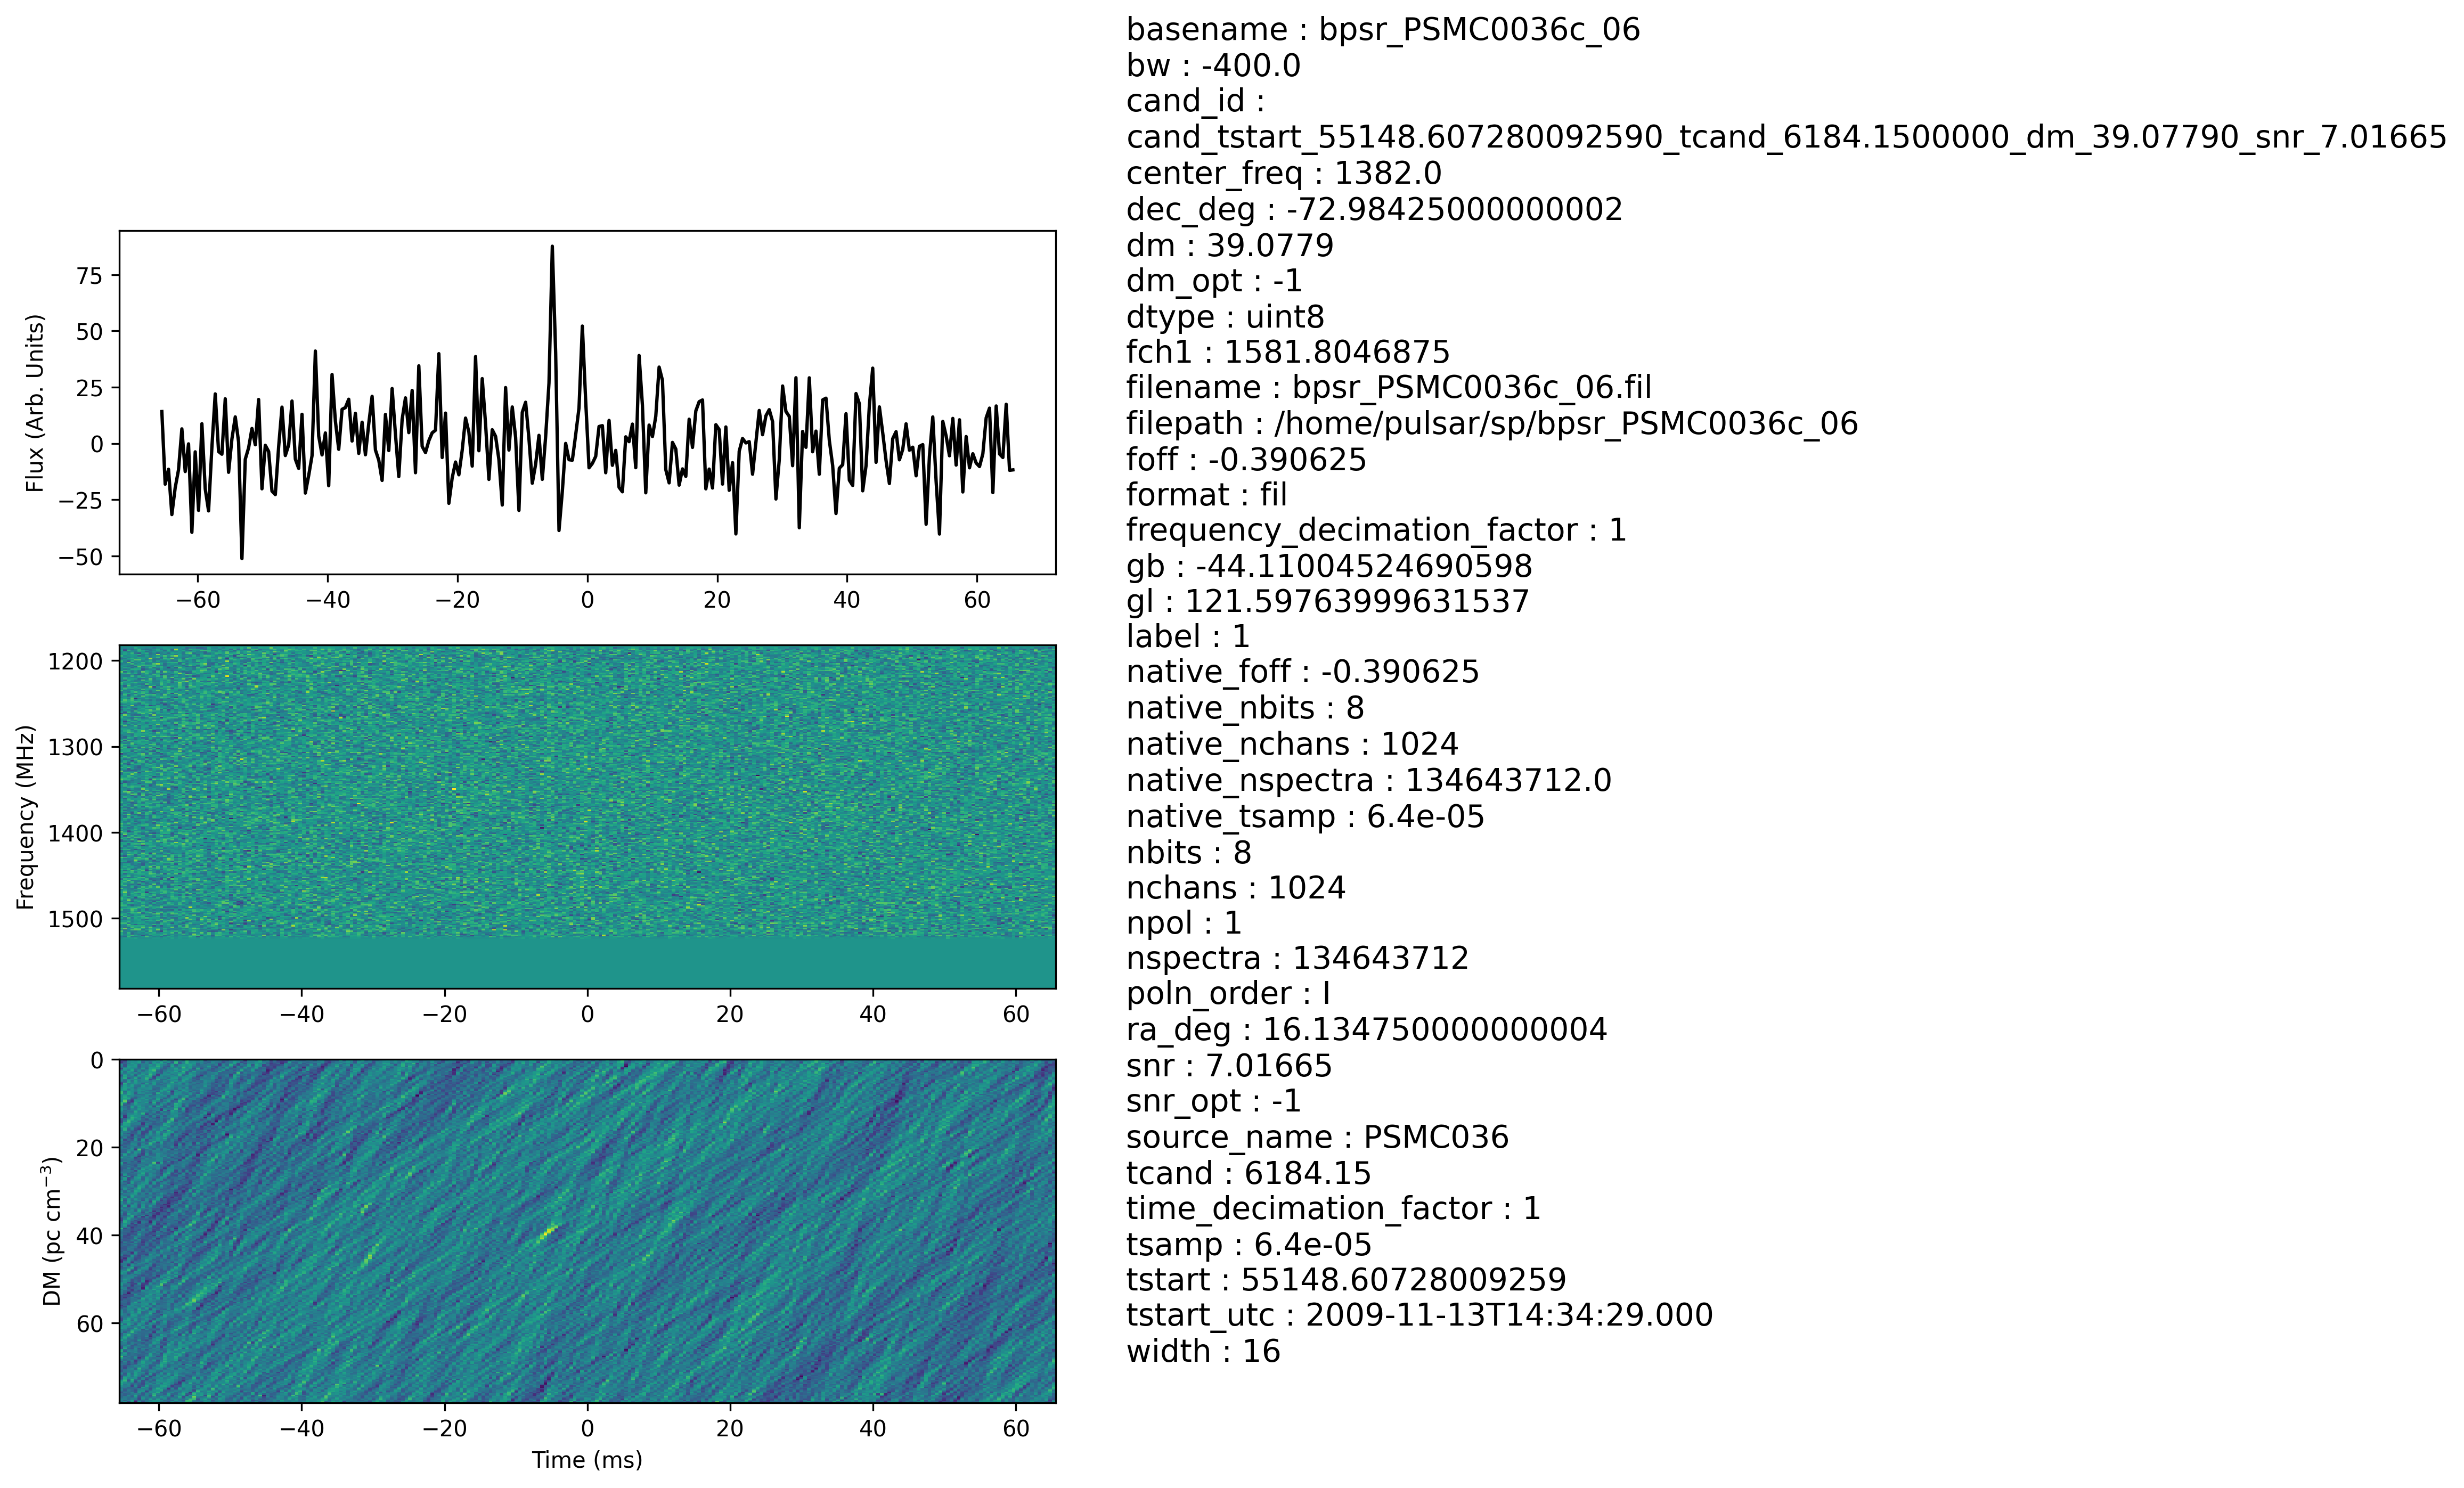 basename : bpsr_PSMC0036c_06
bw : -400.0
cand_id :
cand_tstart_55148.607280092590_tcand_6184.1500000_dm_39.07790_snr_7.01665
center_freq : 1382.0
dec_deg : -72.98425000000002
dm : 39.0779
dm_opt : -1
dtype : uint8
fch1 : 1581.8046875
filename : bpsr_PSMC0036c_06.fil
filepath : /home/pulsar/sp/bpsr_PSMC0036c_06
foff : -0.390625
format : fil
frequency_decimation_factor : 1
gb : -44.11004524690598
gl : 121.59763999631537
label : 1
native_foff : -0.390625
native_nbits : 8
native_nchans : 1024
native_nspectra : 134643712.0
native_tsamp : 6.4e-05
nbits : 8
nchans : 1024
npol : 1
nspectra : 134643712
poln_order : I
ra_deg : 16.134750000000004
snr : 7.01665
snr_opt : -1
source_name : PSMC036
tcand : 6184.15
time_decimation_factor : 1
tsamp : 6.4e-05
tstart : 55148.60728009259
tstart_utc : 2009-11-13T14:34:29.000
width : 16
Flux (Arb. Units)
75
50
25
0
−25
−50
−60 −40 −20 0 20 40 60
Frequency (MHz)
1200
1300
1400
1500
−60 −40 −20 0 20 40 60
DM (pc cm⁻³)
0
20
40
60
−60 −40 −20 0 20 40 60
Time (ms)